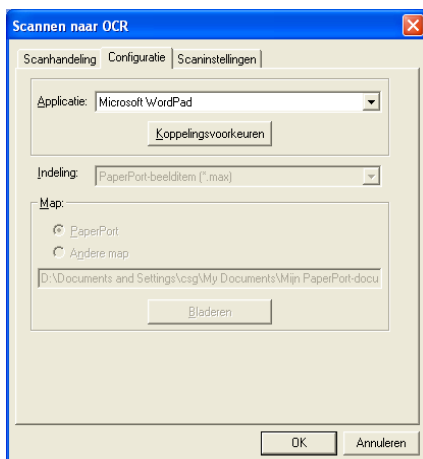 Scannen naar OCR
Scanhandeling Configuratie Scaninstellingen
Applicatie: Microsoft WordPad
Koppelingsvoorkeuren
Indeling: PaperPort-beelditem (*.max)
Map:
PaperPort
Andere map
D:\Documents and Settings\csg\My Documents\Mijn PaperPort-docu
Bladeren
OK Annuleren